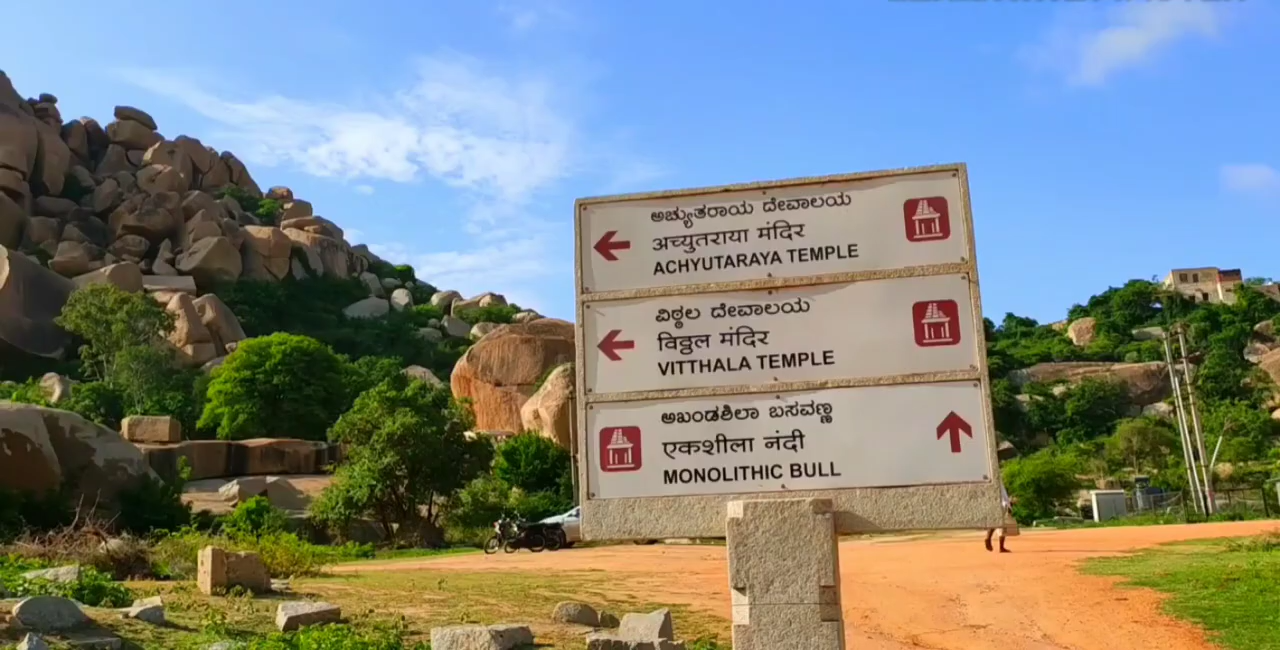 ಅಚ್ಯುತರಾಯ ದೇವಾಲಯ
अच्युतराया मंदिर
ACHYUTARAYA TEMPLE
ವಿಠ್ಠಲ ದೇವಾಲಯ
विठ्ठल मंदिर
VITTHALA TEMPLE
ಅಖಂಡಶಿಲಾ ಬಸವಣ್ಣ
एकशीला नंदी
MONOLITHIC BULL